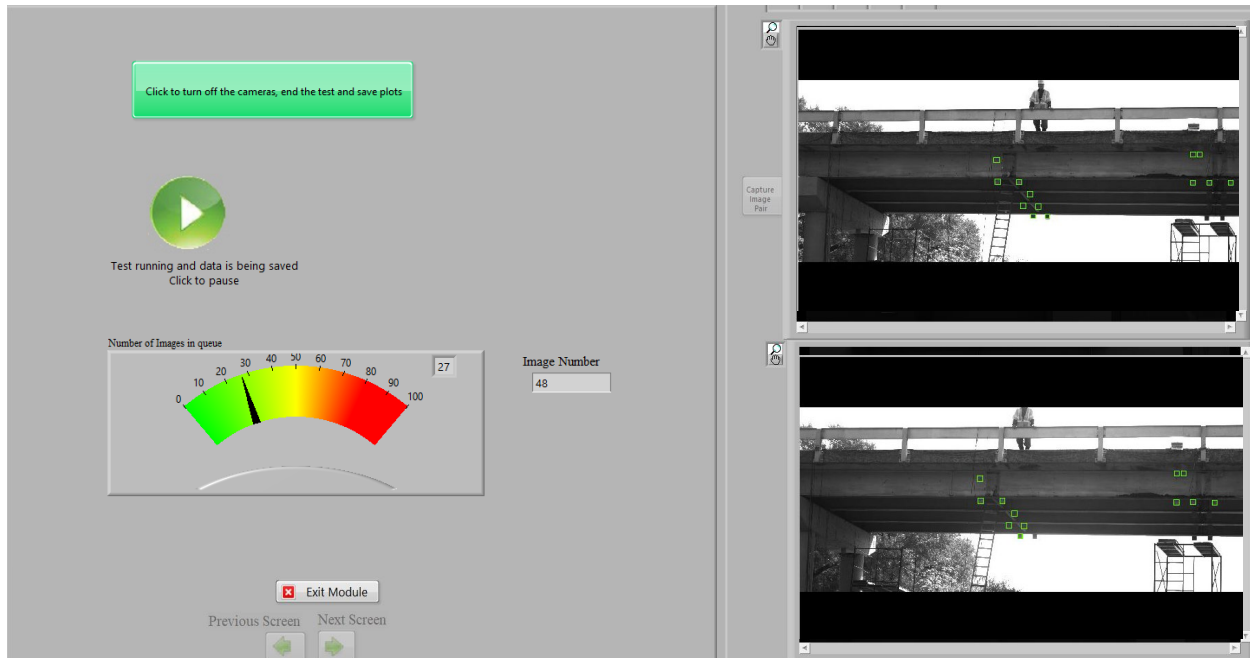 Click to turn off the cameras, end the test and save plots
Test running and data is being saved
Click to pause
Capture
Image
Pair
Number of Images in queue
0
10
20
30
40
50
60
70
80
90
100
27
Image Number
48
Exit Module
Previous Screen
Next Screen